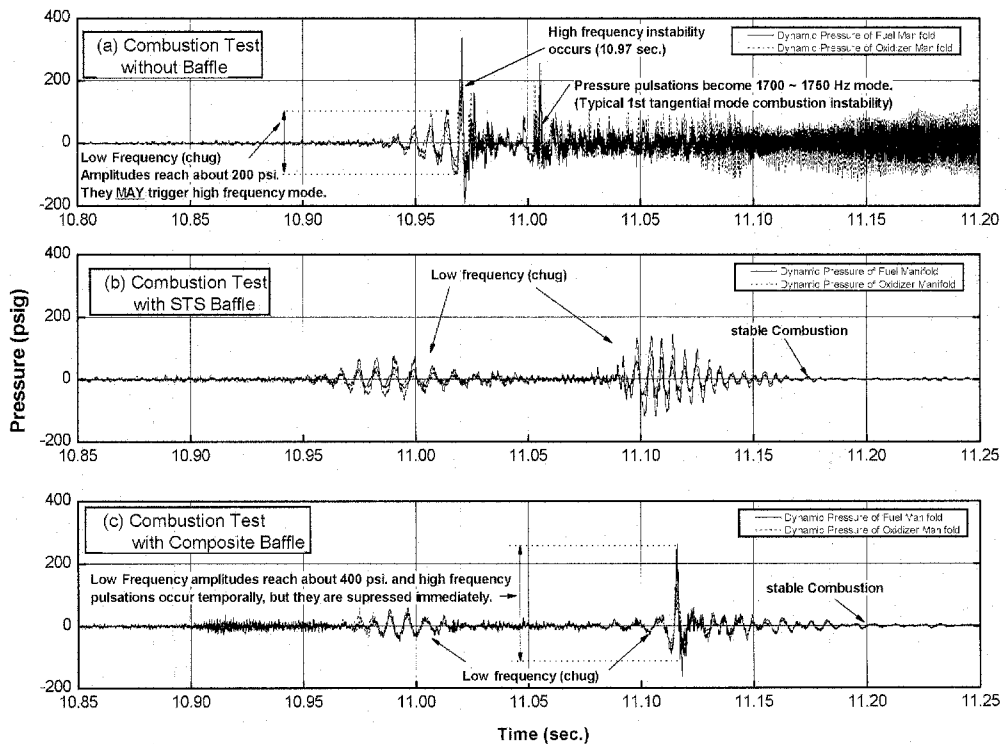 400
200
0
-200
(a) Combustion Test
without Baffle
High frequency instability
occurs (10.97 sec.)
Dynamic Pressure of Fuel Manifold
Dynamic Pressure of Oxidizer Manifold
Pressure pulsations become 1700 ~ 1750 Hz mode.
(Typical 1st tangential mode combustion instability)
Low Frequency (chug)
Amplitudes reach about 200 psi.
They MAY trigger high frequency mode.
10.80
10.85
10.90
10.95
11.00
11.05
11.10
11.15
11.20
400
200
0
-200
(b) Combustion Test
with STS Baffle
Low frequency (chug)
Dynamic Pressure of Fuel Manifold
Dynamic Pressure of Oxidizer Manifold
stable Combustion
10.85
10.90
10.95
11.00
11.05
11.10
11.15
11.20
11.25
Pressure (psig)
400
200
0
-200
(c) Combustion Test
with Composite Baffle
Dynamic Pressure of Fuel Manifold
Dynamic Pressure of Oxidizer Manifold
Low Frequency amplitudes reach about 400 psi. and high frequency
pulsations occur temporally, but they are supressed immediately.
stable Combustion
Low frequency (chug)
10.85
10.90
10.95
11.00
11.05
11.10
11.15
11.20
11.25
Time (sec.)